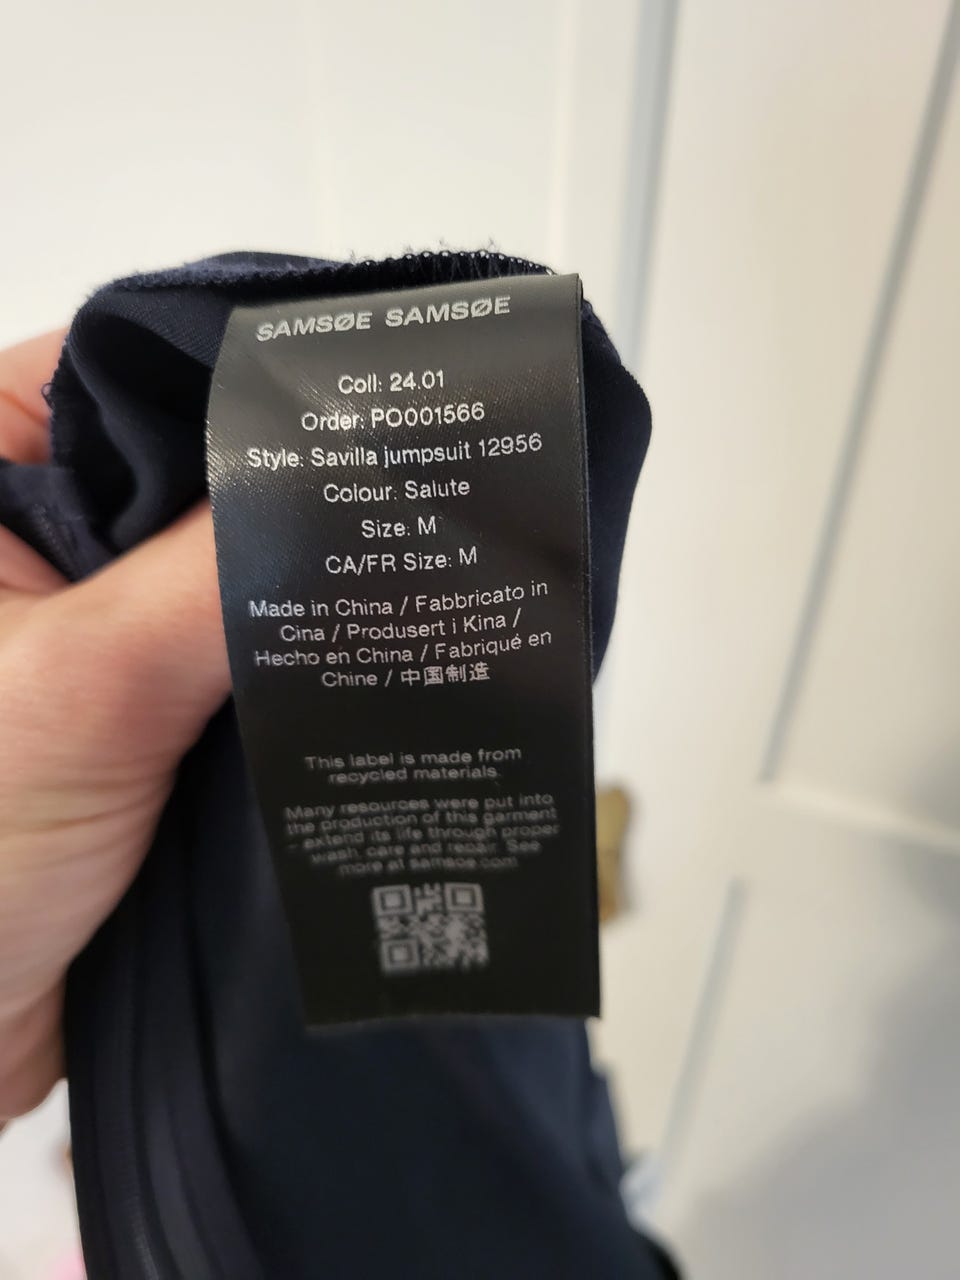 SAMSØE SAMSØE
Coll: 24.01
Order: PO001566
Style: Savilla jumpsuit 12956
Colour: Salute
Size: M
CA/FR Size: M
Made in China / Fabbricato in
Cina / Produsert i Kina /
Hecho en China / Fabriqué en
Chine / 中国制造
This label is made from
recycled materials.
Many resources were put into
the production of this garment
- extend its life through proper
wash, care and repair. See
more at samsoe.com